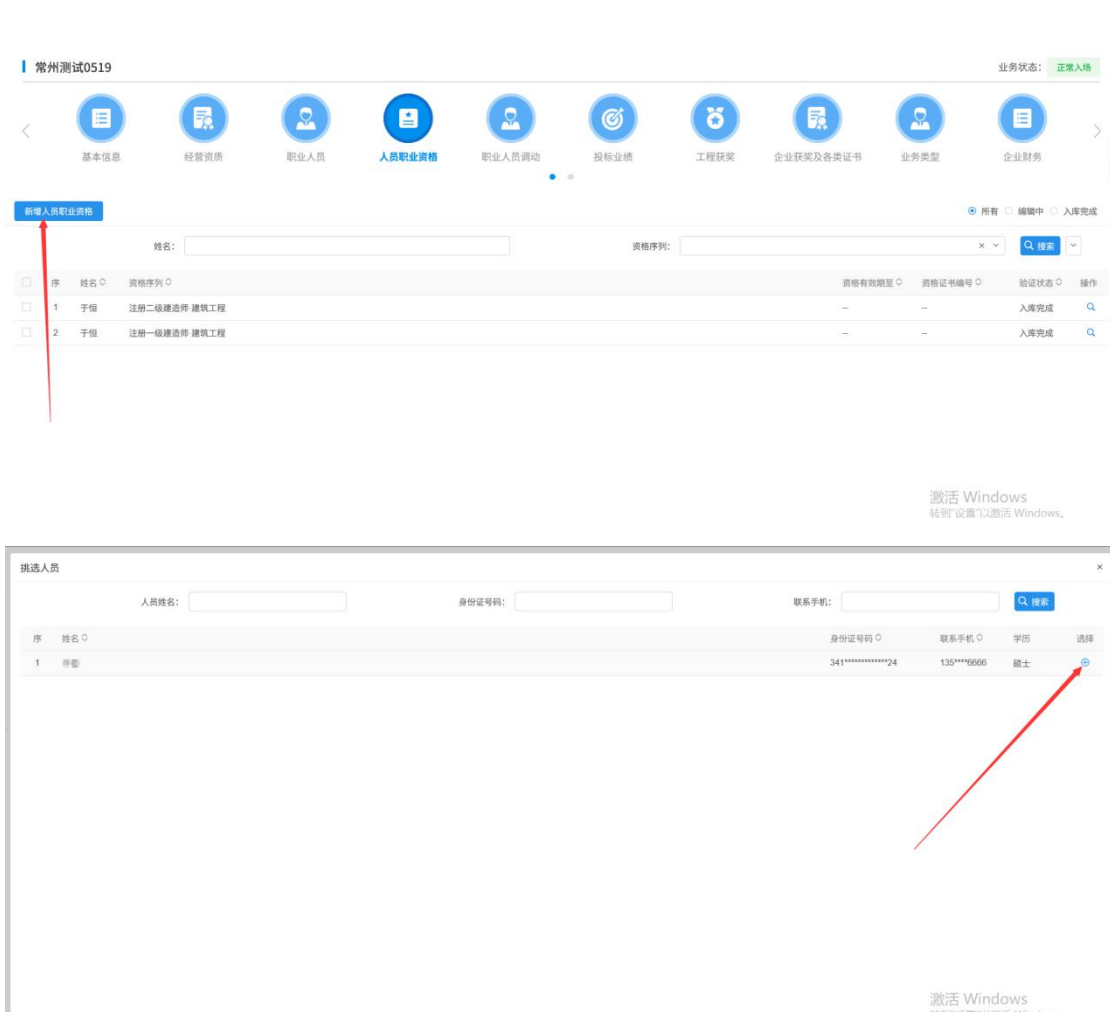 常州测试0519 业务状态： 正常入场
基本信息 经营资质 职业人员 人员职业资格 职业人员调动 投标业绩 工程获奖 企业获奖及各类证书 业务类型 企业财务
新增人员职业资格 所有 编辑中 入库完成
姓名： 资格序列： 搜索
序 姓名 资格序列 资格有效期至 资格证书编号 验证状态 操作
1 于恒 注册二级建造师·建筑工程 -- -- 入库完成
2 于恒 注册一级建造师·建筑工程 -- -- 入库完成
激活 Windows
转到“设置”以激活 Windows。
挑选人员 ×
人员姓名： 身份证号码： 联系手机： 搜索
序 姓名 身份证号码 联系手机 学历 选择
1 341*************24 135****6666 硕士
激活 Windows